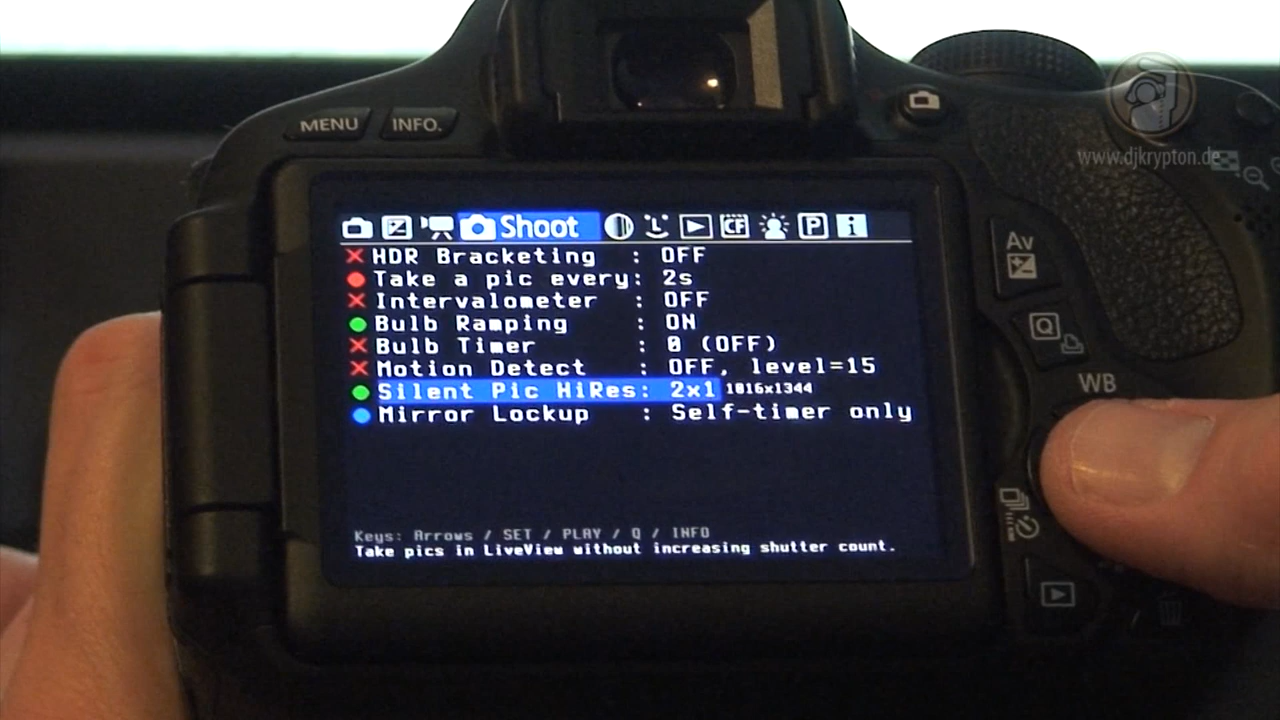 MENU INFO.
www.djkrypton.de
Shoot CF P i
HDR Bracketing : OFF
Take a pic every: 2s
Intervalometer : OFF
Bulb Ramping : ON
Bulb Timer : 0 (OFF)
Motion Detect : OFF, level=15
Silent Pic HiRes: 2x1 1816x1344
Mirror Lockup : Self-timer only
Keys: Arrows / SET / PLAY / Q / INFO
Take pics in LiveView without increasing shutter count.
Av
Q
WB